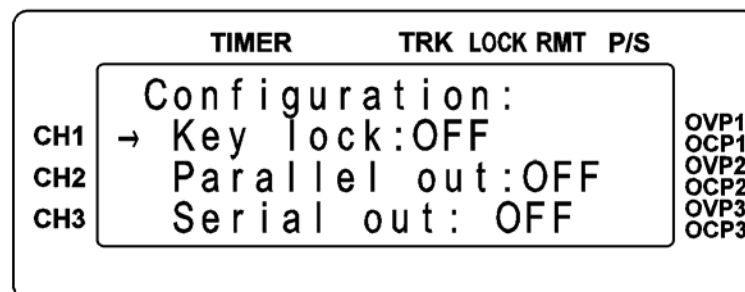 TIMER TRK LOCK RMT P/S
Configuration:
CH1 → Key lock:OFF OVP1
OCP1
CH2 Parallel out:OFF OVP2
OCP2
CH3 Serial out: OFF OVP3
OCP3